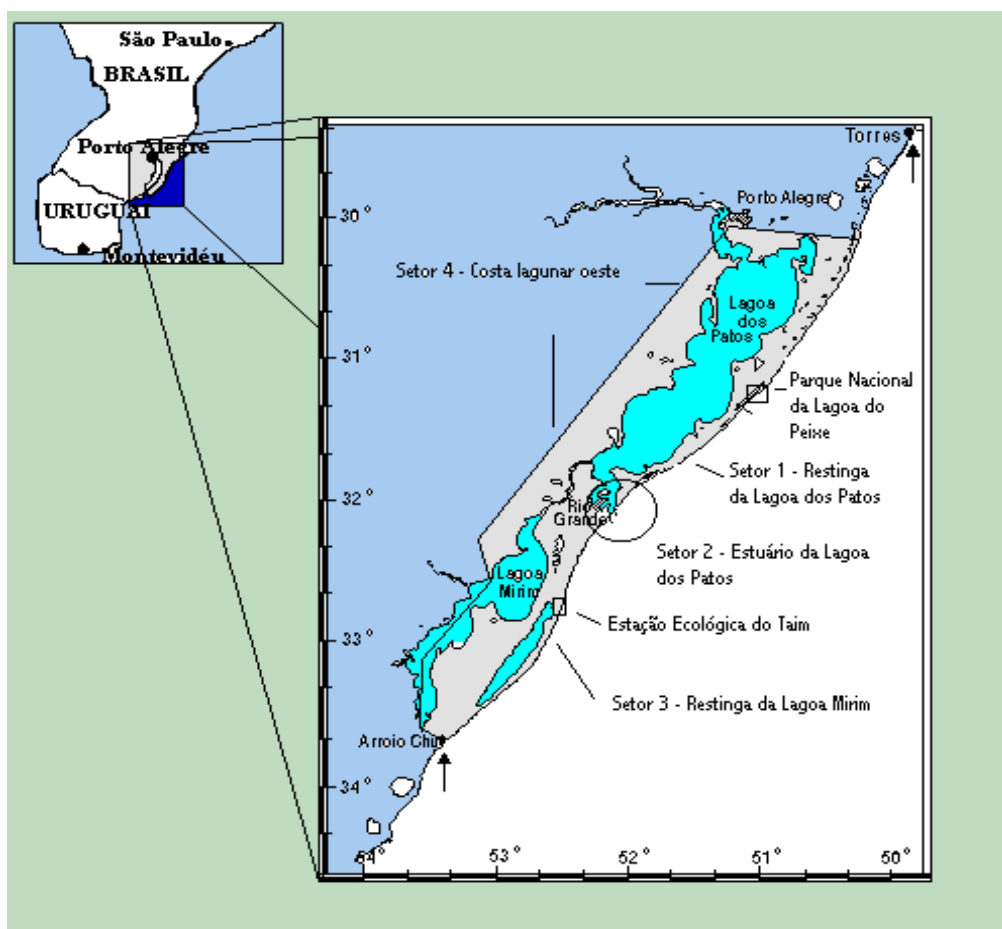 São Paulo
BRASIL
Porto Alegre
URUGUAI
Montevidéu
Torres
Porto Alegre
30°
Setor 4 - Costa lagunar oeste
Lagoa
dos
Patos
31°
Parque Nacional
da Lagoa do
Peixe
Setor 1 - Restinga
da Lagoa dos Patos
32°
Rio
Grande
Setor 2 - Estuário da Lagoa
dos Patos
Lagoa
Mirim
Estação Ecológica do Taim
33°
Setor 3 - Restinga da Lagoa Mirim
Arroio Chuí
34°
54° 53° 52° 51° 50°